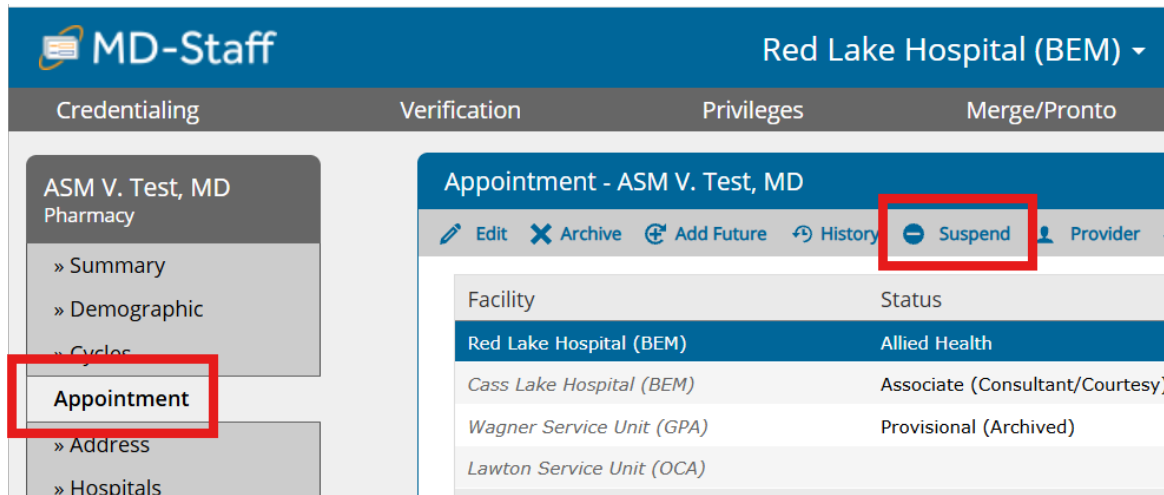 MD-Staff
Red Lake Hospital (BEM)
Credentialing Verification Privileges Merge/Pronto
ASM V. Test, MD
Pharmacy
» Summary
» Demographic
» Cycles
Appointment
» Address
» Hospitals
Appointment - ASM V. Test, MD
Edit Archive Add Future History Suspend Provider
Facility Status
Red Lake Hospital (BEM) Allied Health
Cass Lake Hospital (BEM) Associate (Consultant/Courtesy)
Wagner Service Unit (GPA) Provisional (Archived)
Lawton Service Unit (OCA)